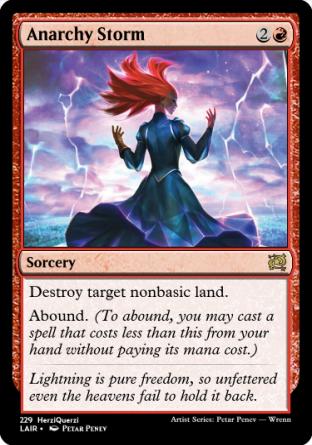 Anarchy Storm 2
Sorcery
Destroy target nonbasic land.
Abound. (To abound, you may cast a
spell that costs less than this from your
hand without paying its mana cost.)
Lightning is pure freedom, so unfettered
even the heavens fail to hold it back.
229 HerziQuerzi Artist Series: Petar Penev — Wrenn
LAIR • Petar Penev